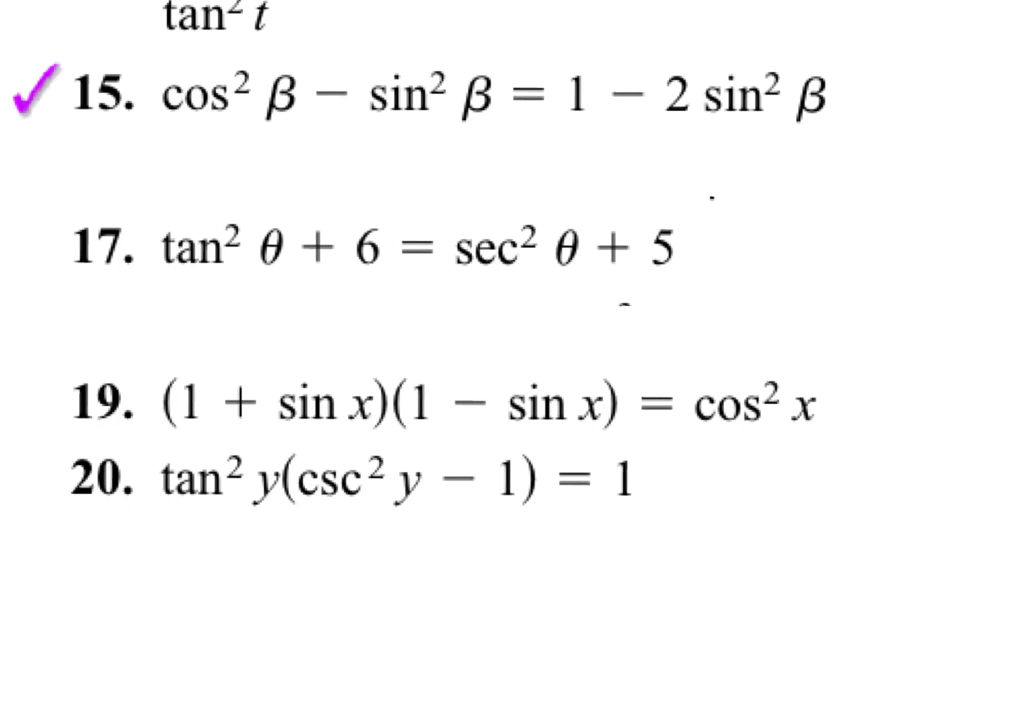 tan² t
15. cos² β − sin² β = 1 − 2 sin² β
17. tan² θ + 6 = sec² θ + 5
19. (1 + sin x)(1 − sin x) = cos² x
20. tan² y(csc² y − 1) = 1